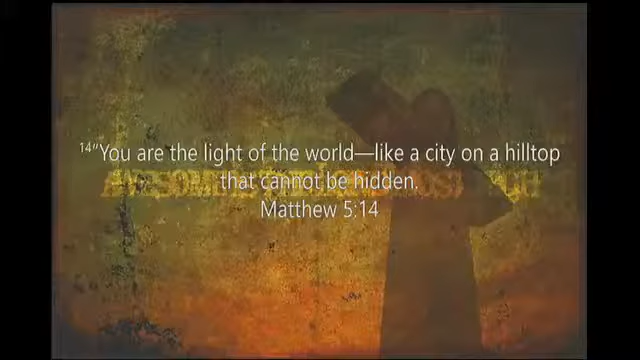 ¹⁴“You are the light of the world—like a city on a hilltop
that cannot be hidden.
Matthew 5:14